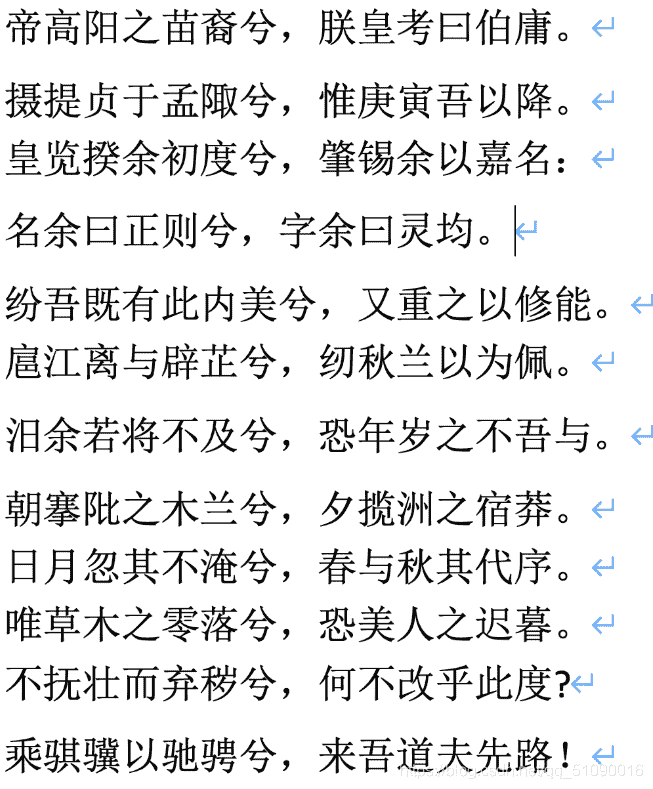 帝高阳之苗裔兮，朕皇考曰伯庸。
摄提贞于孟陬兮，惟庚寅吾以降。
皇览揆余初度兮，肇锡余以嘉名：
名余曰正则兮，字余曰灵均。
纷吾既有此内美兮，又重之以修能。
扈江离与辟芷兮，纫秋兰以为佩。
汨余若将不及兮，恐年岁之不吾与。
朝搴阰之木兰兮，夕揽洲之宿莽。
日月忽其不淹兮，春与秋其代序。
唯草木之零落兮，恐美人之迟暮。
不抚壮而弃秽兮，何不改乎此度?
乘骐骥以驰骋兮，来吾道夫先路！
https://blog.csdn.net/qq_51090016